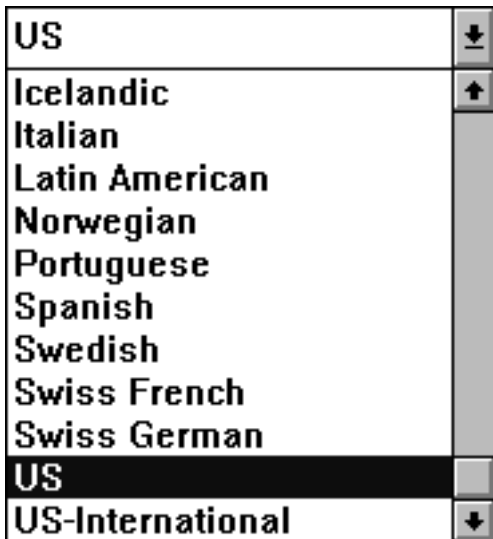 US
Icelandic
Italian
Latin American
Norwegian
Portuguese
Spanish
Swedish
Swiss French
Swiss German
US
US-International